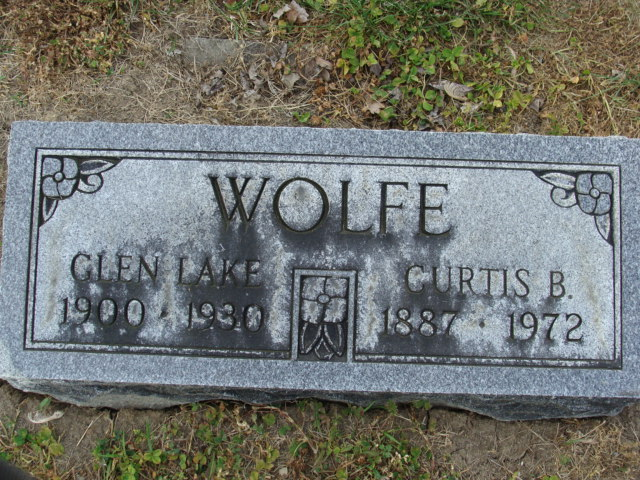 WOLFE
GLEN LAKE
1900 · 1930
CURTIS B.
1887 · 1972